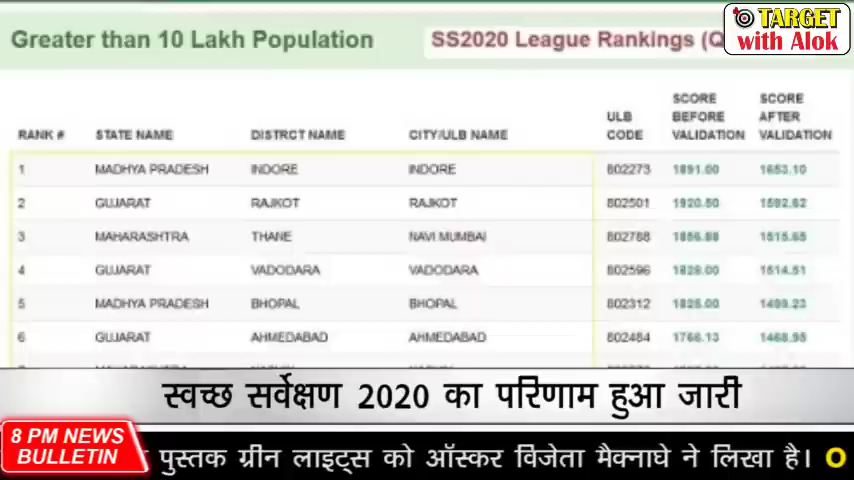 TARGET
with Alok
Greater than 10 Lakh Population
SS2020 League Rankings (Q
RANK # STATE NAME DISTRCT NAME CITY/ULB NAME ULB CODE SCORE BEFORE VALIDATION SCORE AFTER VALIDATION
1 MADHYA PRADESH INDORE INDORE 802273 1891.00 1653.10
2 GUJARAT RAJKOT RAJKOT 802501 1920.50 1592.62
3 MAHARASHTRA THANE NAVI MUMBAI 802788 1856.88 1515.65
4 GUJARAT VADODARA VADODARA 802596 1828.00 1514.51
5 MADHYA PRADESH BHOPAL BHOPAL 802312 1825.00 1499.23
6 GUJARAT AHMEDABAD AHMEDABAD 802484 1766.13 1468.95
स्वच्छ सर्वेक्षण 2020 का परिणाम हुआ जारी
8 PM NEWS
BULLETIN
पुस्तक ग्रीन लाइट्स को ऑस्कर विजेता मैक्नाघे ने लिखा है।